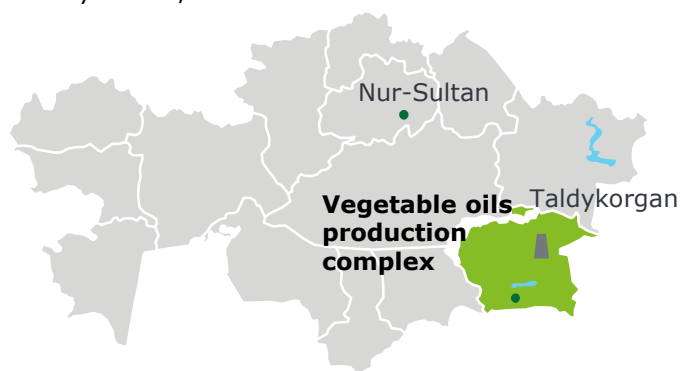 Nur-Sultan
Taldykorgan
Vegetable oils
production
complex